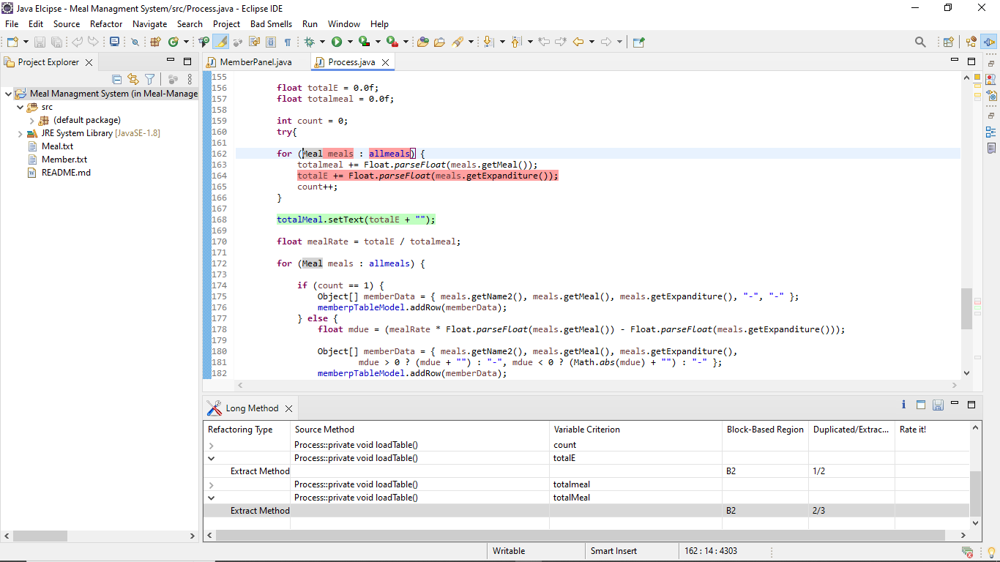 Java Elcipse - Meal Managment System/src/Process.java - Eclipse IDE
File Edit Source Refactor Navigate Search Project Bad Smells Run Window Help
Project Explorer
MemberPanel.java Process.java
Meal Managment System (in Meal-Manage
src
(default package)
JRE System Library [JavaSE-1.8]
Meal.txt
Member.txt
README.md
155
156 float totalE = 0.0f;
157 float totalmeal = 0.0f;
158
159 int count = 0;
160 try{
161
162 for (Meal meals : allmeals) {
163 totalmeal += Float.parseFloat(meals.getMeal());
164 totalE += Float.parseFloat(meals.getExpanditure());
165 count++;
166 }
167
168 totalMeal.setText(totalE + "");
169
170 float mealRate = totalE / totalmeal;
171
172 for (Meal meals : allmeals) {
173
174 if (count == 1) {
175 Object[] memberData = { meals.getName2(), meals.getMeal(), meals.getExpanditure(), "-", "-" };
176 memberpTableModel.addRow(memberData);
177 } else {
178 float mdue = (mealRate * Float.parseFloat(meals.getMeal()) - Float.parseFloat(meals.getExpanditure()));
179
180 Object[] memberData = { meals.getName2(), meals.getMeal(), meals.getExpanditure(),
181 mdue > 0 ? (mdue + "") : "-", mdue < 0 ? (Math.abs(mdue) + "") : "-" };
182 memberpTableModel.addRow(memberData);
Long Method
Refactoring Type Source Method Variable Criterion Block-Based Region Duplicated/Extrac... Rate it!
Process::private void loadTable() count
Process::private void loadTable() totalE
Extract Method B2 1/2
Process::private void loadTable() totalmeal
Process::private void loadTable() totalMeal
Extract Method B2 2/3
Writable Smart Insert 162 : 14 : 4303